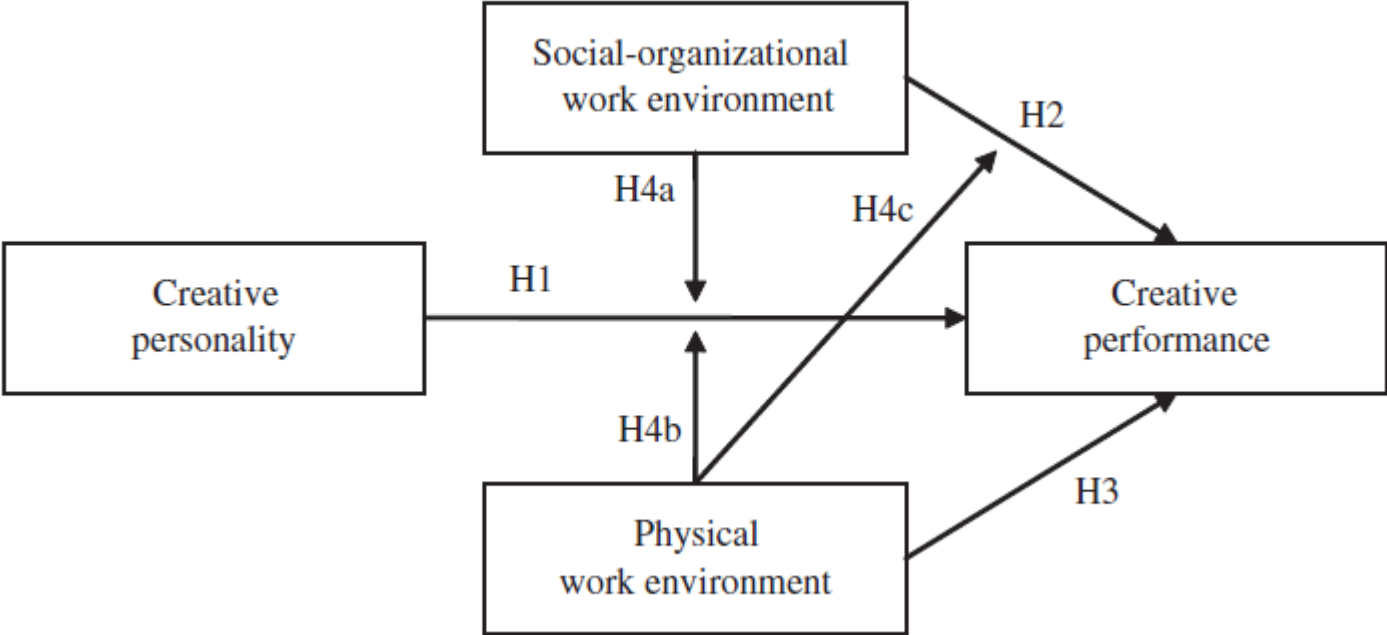 Social-organizational
work environment
H2
H4a
H4c
H1
Creative
personality
Creative
performance
H4b
H3
Physical
work environment